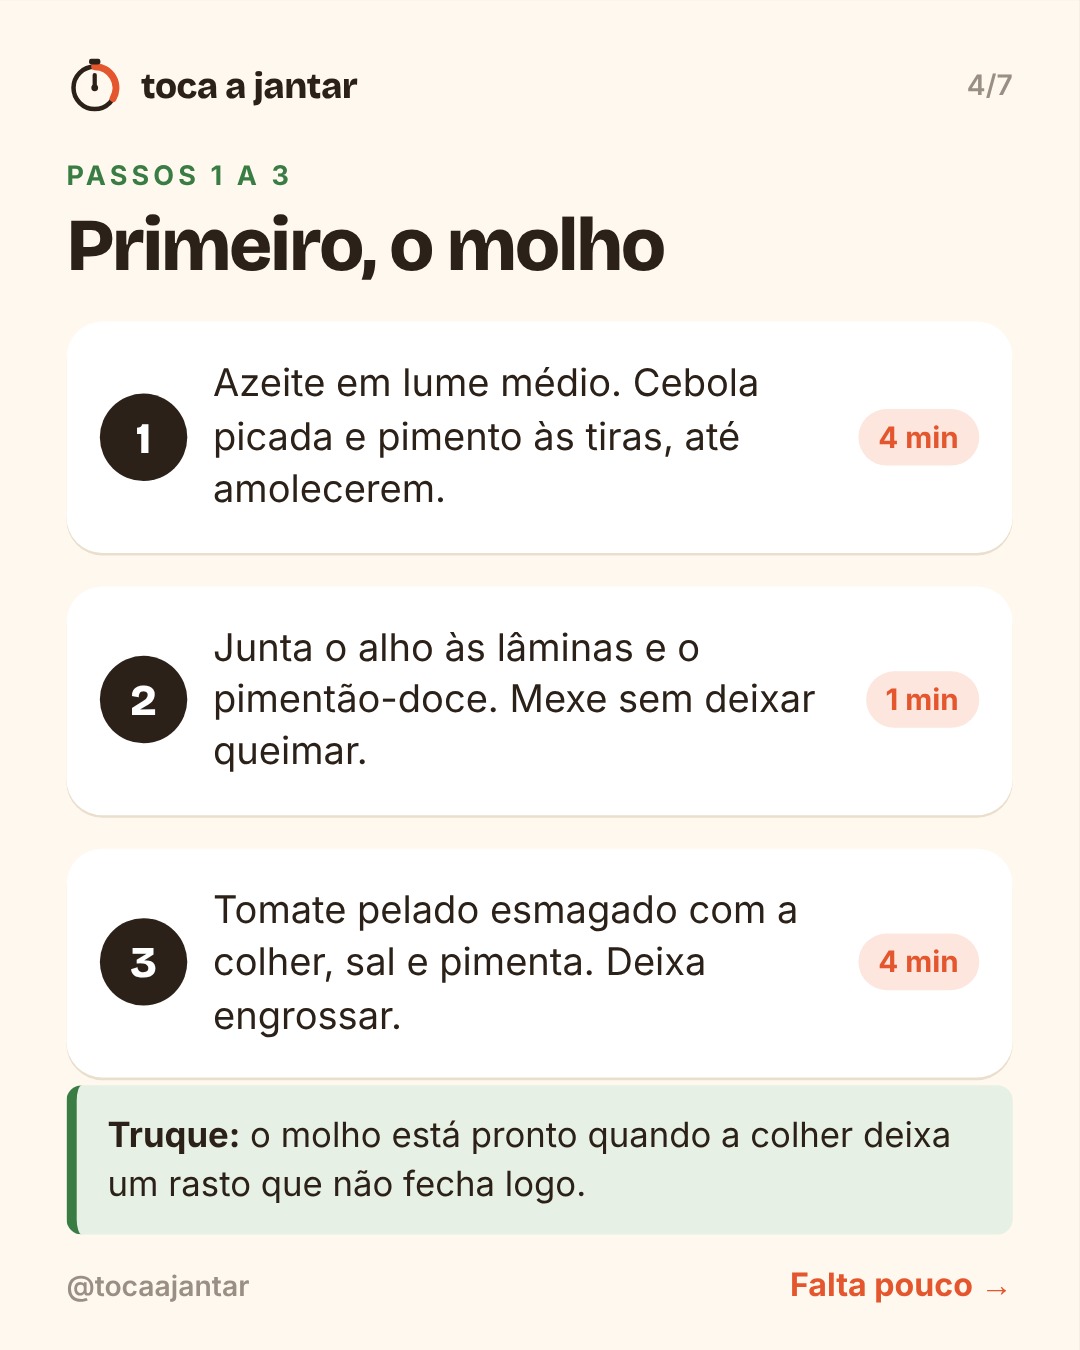 toca a jantar
4/7
PASSOS 1 A 3
Primeiro, o molho
1
Azeite em lume médio. Cebola
picada e pimento às tiras, até
amolecerem.
4 min
2
Junta o alho às lâminas e o
pimentão-doce. Mexe sem deixar
queimar.
1 min
3
Tomate pelado esmagado com a
colher, sal e pimenta. Deixa
engrossar.
4 min
Truque: o molho está pronto quando a colher deixa
um rasto que não fecha logo.
@tocaajantar
Falta pouco →